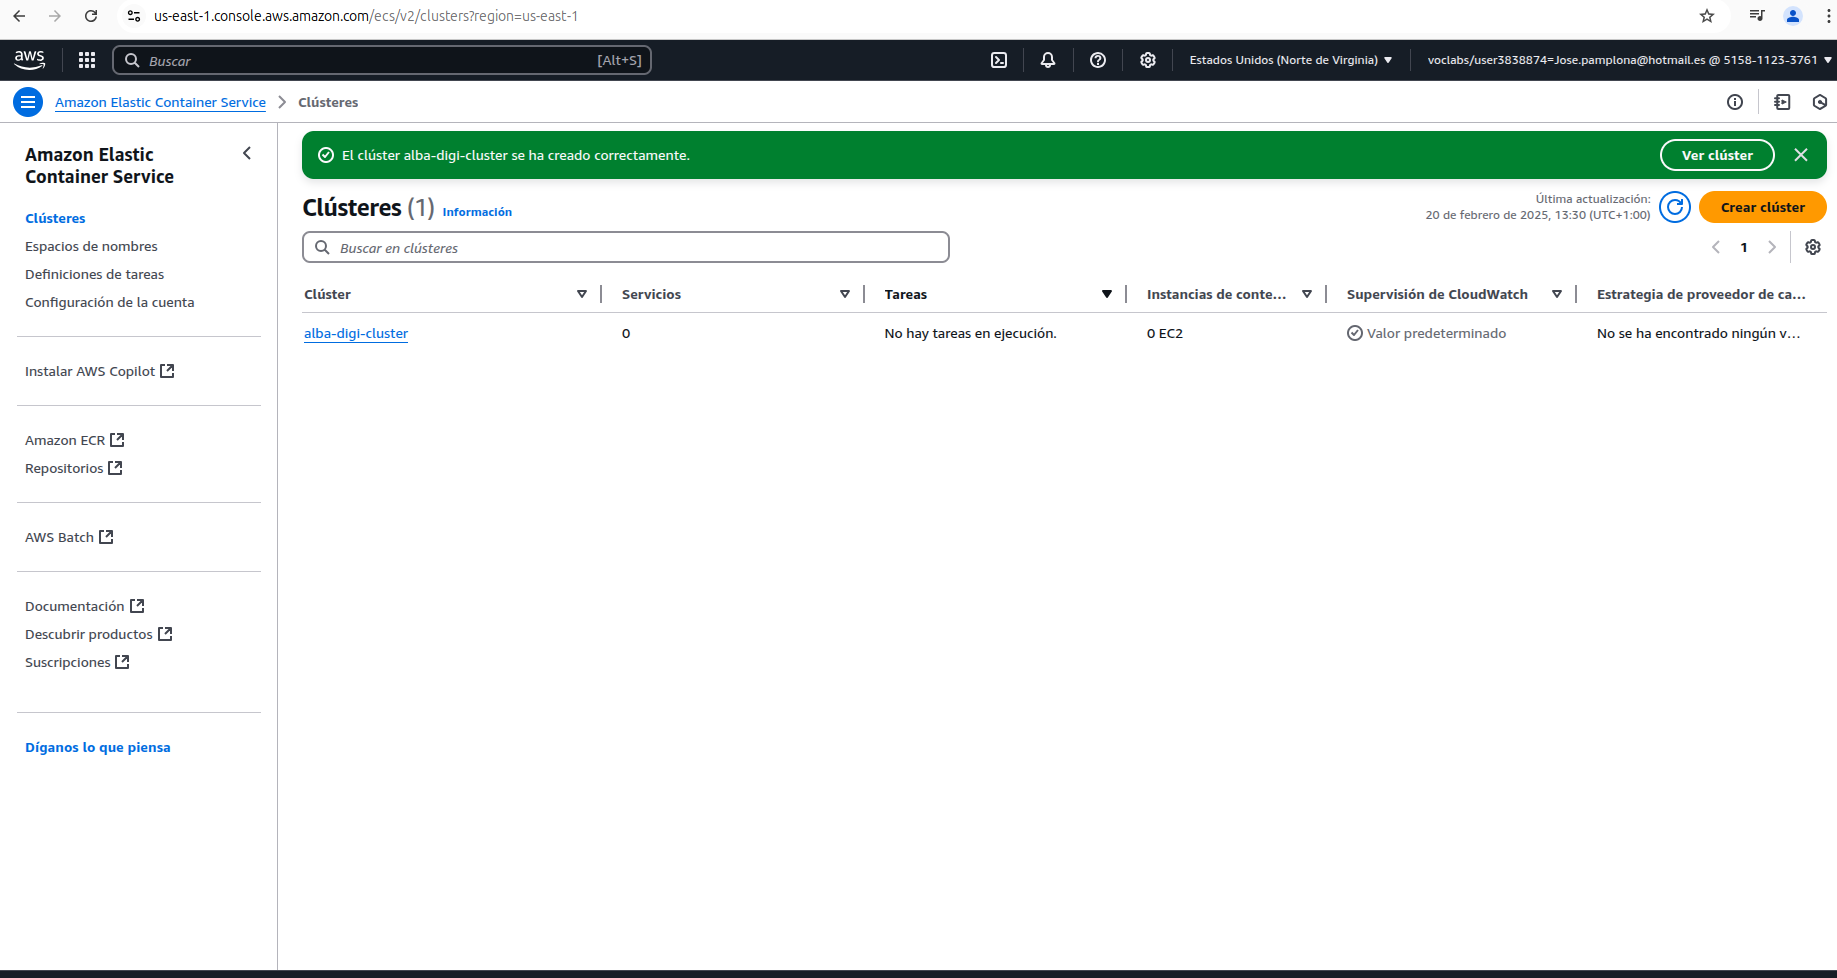 us-east-1.console.aws.amazon.com/ecs/v2/clusters?region=us-east-1
aws
Buscar
[Alt+S]
Estados Unidos (Norte de Virginia)
voclabs/user3838874=Jose.pamplona@hotmail.es @ 5158-1123-3761
Amazon Elastic Container Service
Clústeres
Amazon Elastic
Container Service
Clústeres
Espacios de nombres
Definiciones de tareas
Configuración de la cuenta
Instalar AWS Copilot
Amazon ECR
Repositorios
AWS Batch
Documentación
Descubrir productos
Suscripciones
Díganos lo que piensa
El clúster alba-digi-cluster se ha creado correctamente.
Ver clúster
Clústeres (1)
Información
Última actualización:
20 de febrero de 2025, 13:30 (UTC+1:00)
Crear clúster
Buscar en clústeres
1
Clúster
Servicios
Tareas
Instancias de conte...
Supervisión de CloudWatch
Estrategia de proveedor de ca...
alba-digi-cluster
0
No hay tareas en ejecución.
0 EC2
Valor predeterminado
No se ha encontrado ningún v...